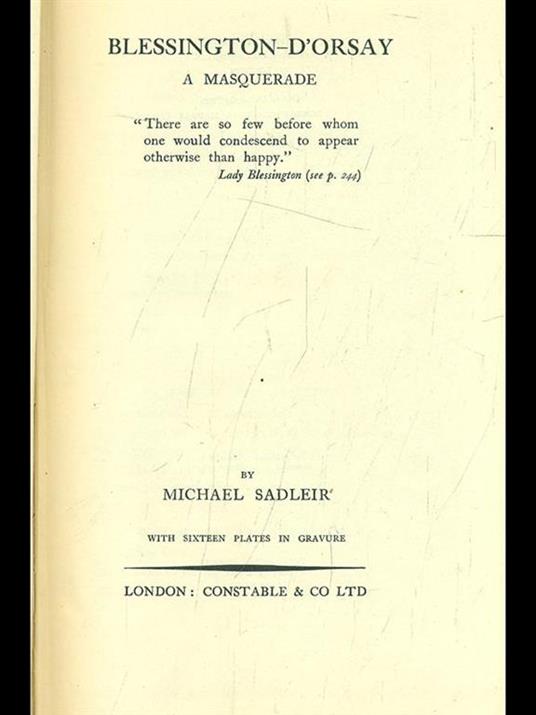 BLESSINGTON–D'ORSAY
A MASQUERADE
“There are so few before whom
one would condescend to appear
otherwise than happy.”
Lady Blessington (see p. 244)
BY
MICHAEL SADLEIR
WITH SIXTEEN PLATES IN GRAVURE
LONDON: CONSTABLE & CO LTD